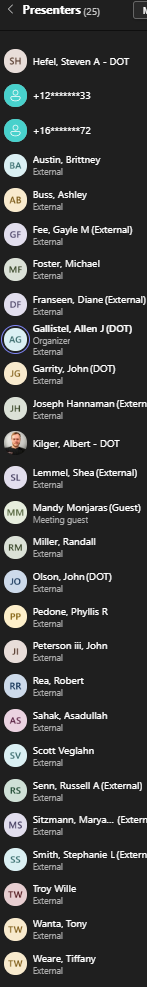 Presenters (25)
SH Hefel, Steven A - DOT
+12*******33
+16*******72
BA Austin, Brittney
External
AB Buss, Ashley
External
GF Fee, Gayle M (External)
External
MF Foster, Michael
External
DF Franseen, Diane (External)
External
AG Gallistel, Allen J (DOT)
Organizer
External
JG Garrity, John (DOT)
External
JH Joseph Hannaman (Extern
External
Kilger, Albert - DOT
SL Lemmel, Shea (External)
External
MM Mandy Monjaras (Guest)
Meeting guest
RM Miller, Randall
External
JO Olson, John (DOT)
External
PP Pedone, Phyllis R
External
JI Peterson iii, John
External
RR Rea, Robert
External
AS Sahak, Asadullah
External
SV Scott Veglahn
External
RS Senn, Russell A (External)
External
MS Sitzmann, Marya... (Extern
External
SS Smith, Stephanie L (Extern
External
TW Troy Wille
External
TW Wanta, Tony
External
TW Weare, Tiffany
External